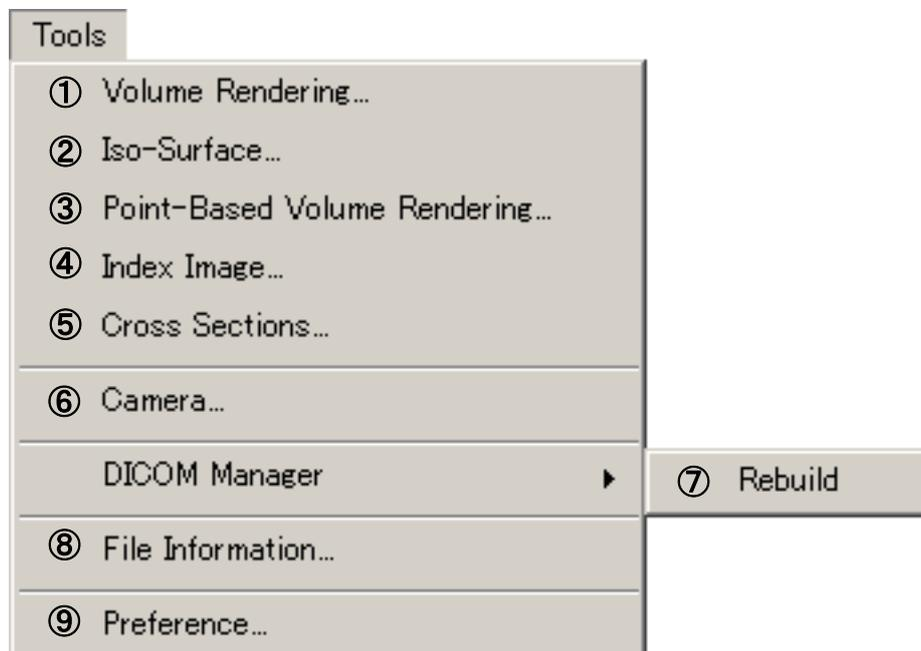 Tools
① Volume Rendering...
② Iso-Surface...
③ Point-Based Volume Rendering...
④ Index Image...
⑤ Cross Sections...
⑥ Camera...
DICOM Manager
⑦ Rebuild
⑧ File Information...
⑨ Preference...